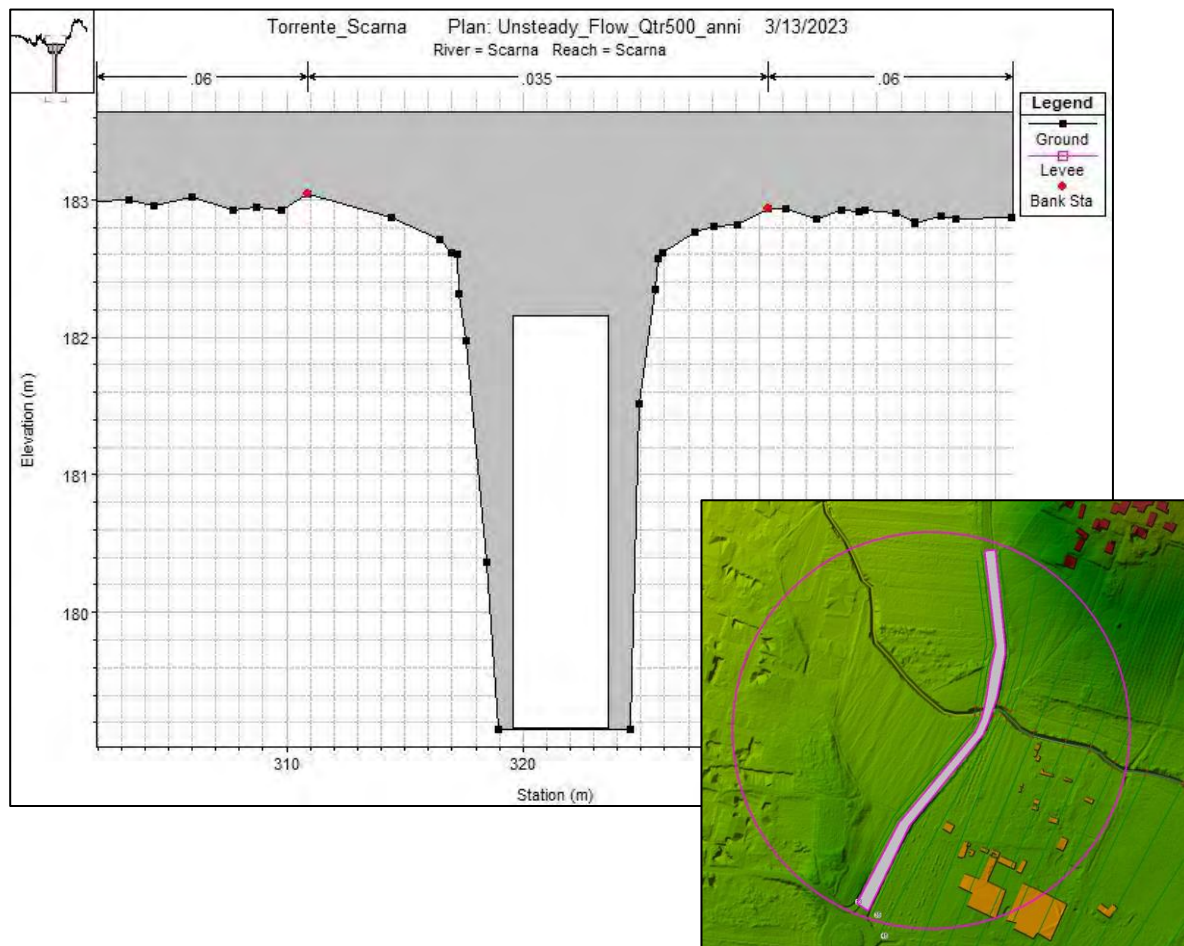 Torrente_Scarna Plan: Unsteady_Flow_Qtr500_anni 3/13/2023
River = Scarna Reach = Scarna
.06 .035 .06
Legend
Ground
Levee
Bank Sta
183
182
181
180
Elevation (m)
310 320
Station (m)